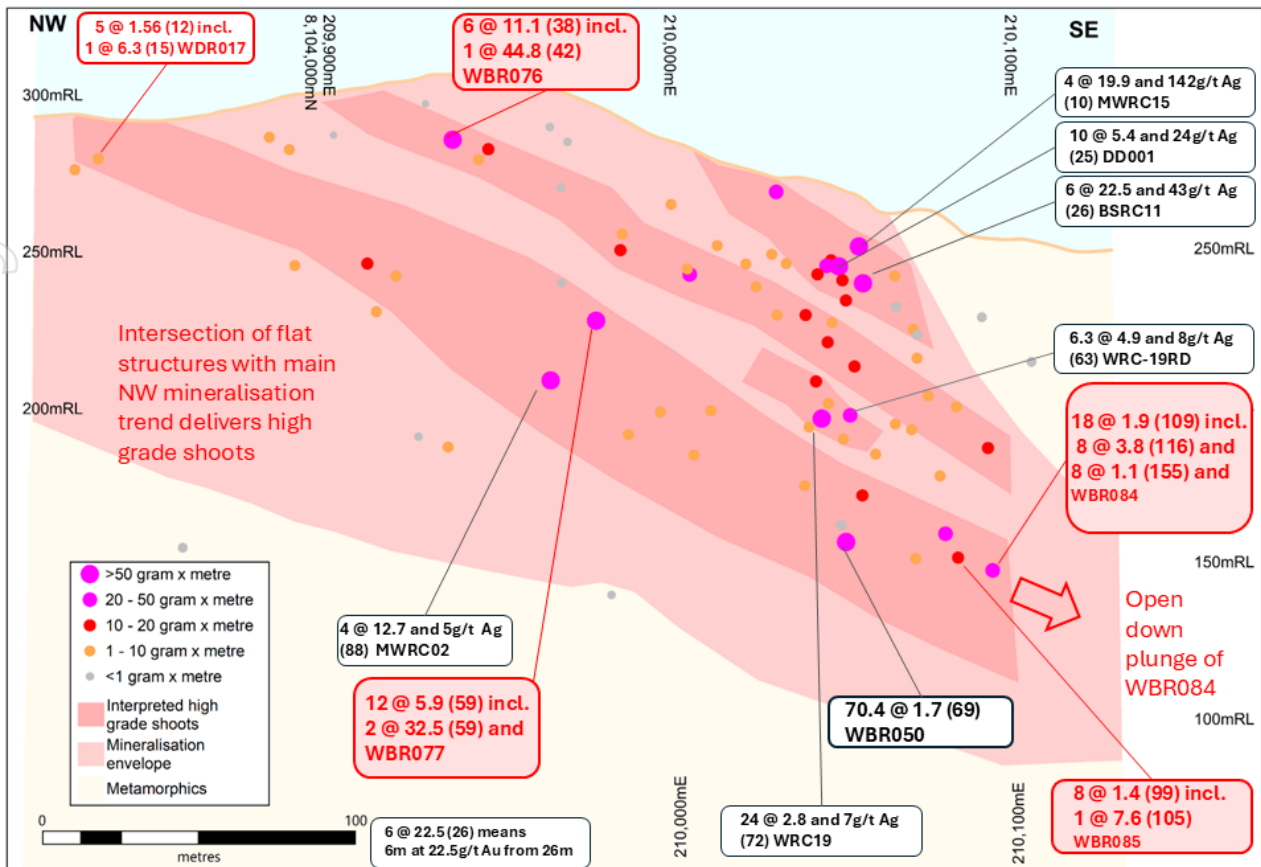 NW
5 @ 1.56 (12) incl.
1 @ 6.3 (15) WDR017
209,900mE
8,104,000mN
6 @ 11.1 (38) incl.
1 @ 44.8 (42)
WBR076
210,000mE
210,100mE
SE
300mRL
4 @ 19.9 and 142g/t Ag
(10) MWRC15
10 @ 5.4 and 24g/t Ag
(25) DD001
6 @ 22.5 and 43g/t Ag
(26) BSRC11
250mRL
250mRL
Intersection of flat
structures with main
NW mineralisation
trend delivers high
grade shoots
6.3 @ 4.9 and 8g/t Ag
(63) WRC-19RD
200mRL
18 @ 1.9 (109) incl.
8 @ 3.8 (116) and
8 @ 1.1 (155) and
WBR084
150mRL
>50 gram x metre
20 - 50 gram x metre
10 - 20 gram x metre
1 - 10 gram x metre
<1 gram x metre
Interpreted high
grade shoots
Mineralisation
envelope
Metamorphics
4 @ 12.7 and 5g/t Ag
(88) MWRC02
12 @ 5.9 (59) incl.
2 @ 32.5 (59) and
WBR077
70.4 @ 1.7 (69)
WBR050
Open
down
plunge of
WBR084
100mRL
0
100
metres
6 @ 22.5 (26) means
6m at 22.5g/t Au from 26m
210,000mE
24 @ 2.8 and 7g/t Ag
(72) WRC19
210,100mE
8 @ 1.4 (99) incl.
1 @ 7.6 (105)
WBR085